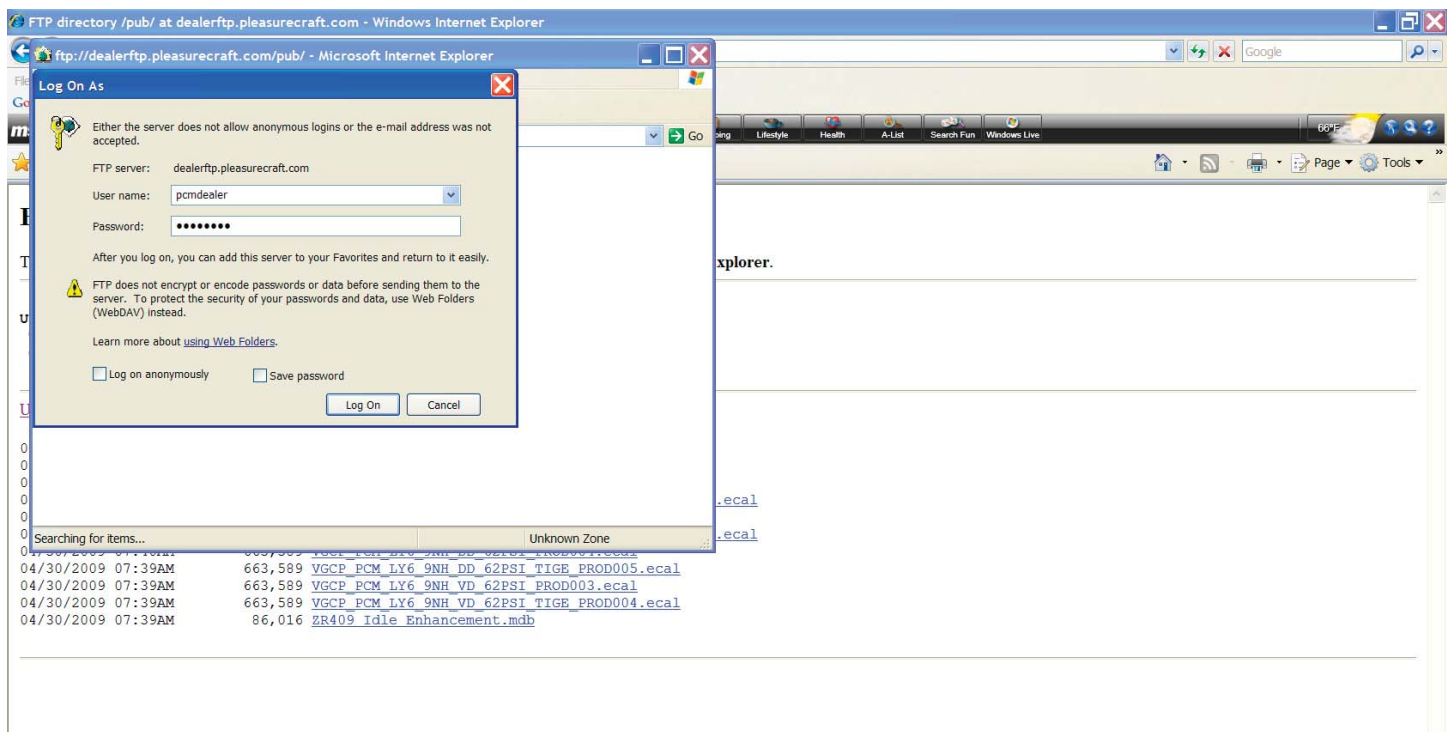 FTP directory /pub/ at dealerftp.pleasurecraft.com - Windows Internet Explorer
ftp://dealerftp.pleasurecraft.com/pub/ - Microsoft Internet Explorer
Google
Log On As
Go
Lifestyle Health A-List Search Fun Windows Live
66°F
Page Tools
Either the server does not allow anonymous logins or the e-mail address was not
accepted.
FTP server: dealerftp.pleasurecraft.com
User name: pcmdealer
Password: ••••••••
After you log on, you can add this server to your Favorites and return to it easily.
FTP does not encrypt or encode passwords or data before sending them to the
server. To protect the security of your passwords and data, use Web Folders
(WebDAV) instead.
Learn more about using Web Folders.
Log on anonymously Save password
Log On Cancel
xplorer.
.ecal
.ecal
Searching for items... Unknown Zone
04/30/2009 07:39AM 663,589 VGCP_PCM_LY6_9NH_DD_62PSI_TIGE_PROD005.ecal
04/30/2009 07:39AM 663,589 VGCP_PCM_LY6_9NH_VD_62PSI_PROD003.ecal
04/30/2009 07:39AM 663,589 VGCP_PCM_LY6_9NH_VD_62PSI_TIGE_PROD004.ecal
04/30/2009 07:39AM 86,016 ZR409 Idle Enhancement.mdb